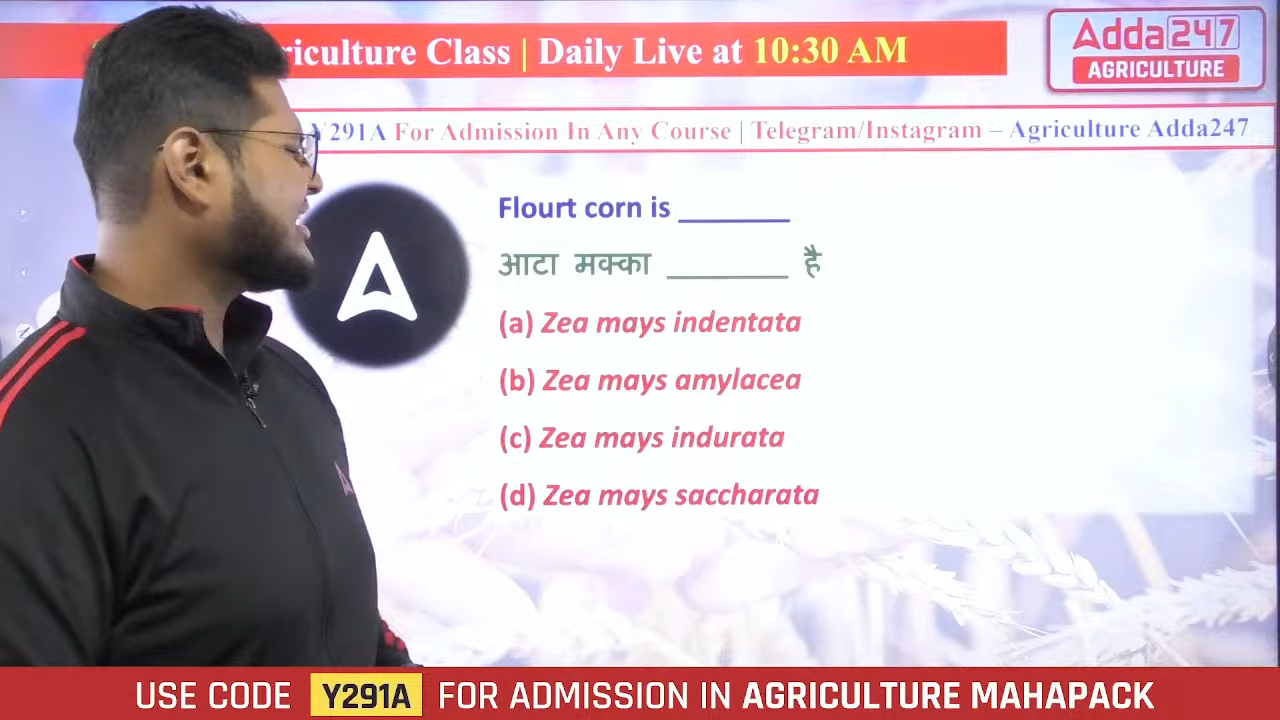 riculture Class | Daily Live at 10:30 AM
Adda247
AGRICULTURE
Y291A For Admission In Any Course | Telegram/Instagram – Agriculture Adda247
Flourt corn is ________
आटा मक्का ________ है
(a) Zea mays indentata
(b) Zea mays amylacea
(c) Zea mays indurata
(d) Zea mays saccharata
USE CODE Y291A FOR ADMISSION IN AGRICULTURE MAHAPACK